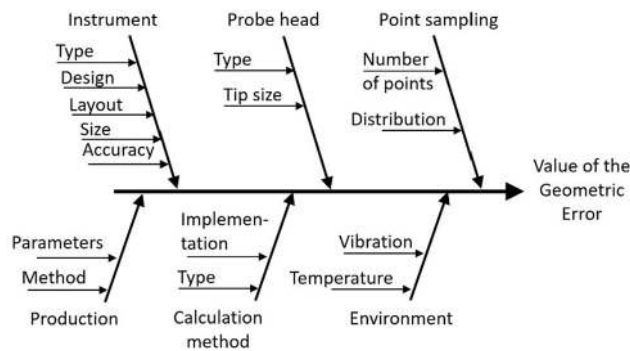 Instrument
Probe head
Point sampling
Type
Design
Layout
Size
Accuracy
Type
Tip size
Number
of points
Distribution
Value of the
Geometric
Error
Parameters
Method
Production
Implemen-
tation
Type
Calculation
method
Vibration
Temperature
Environment